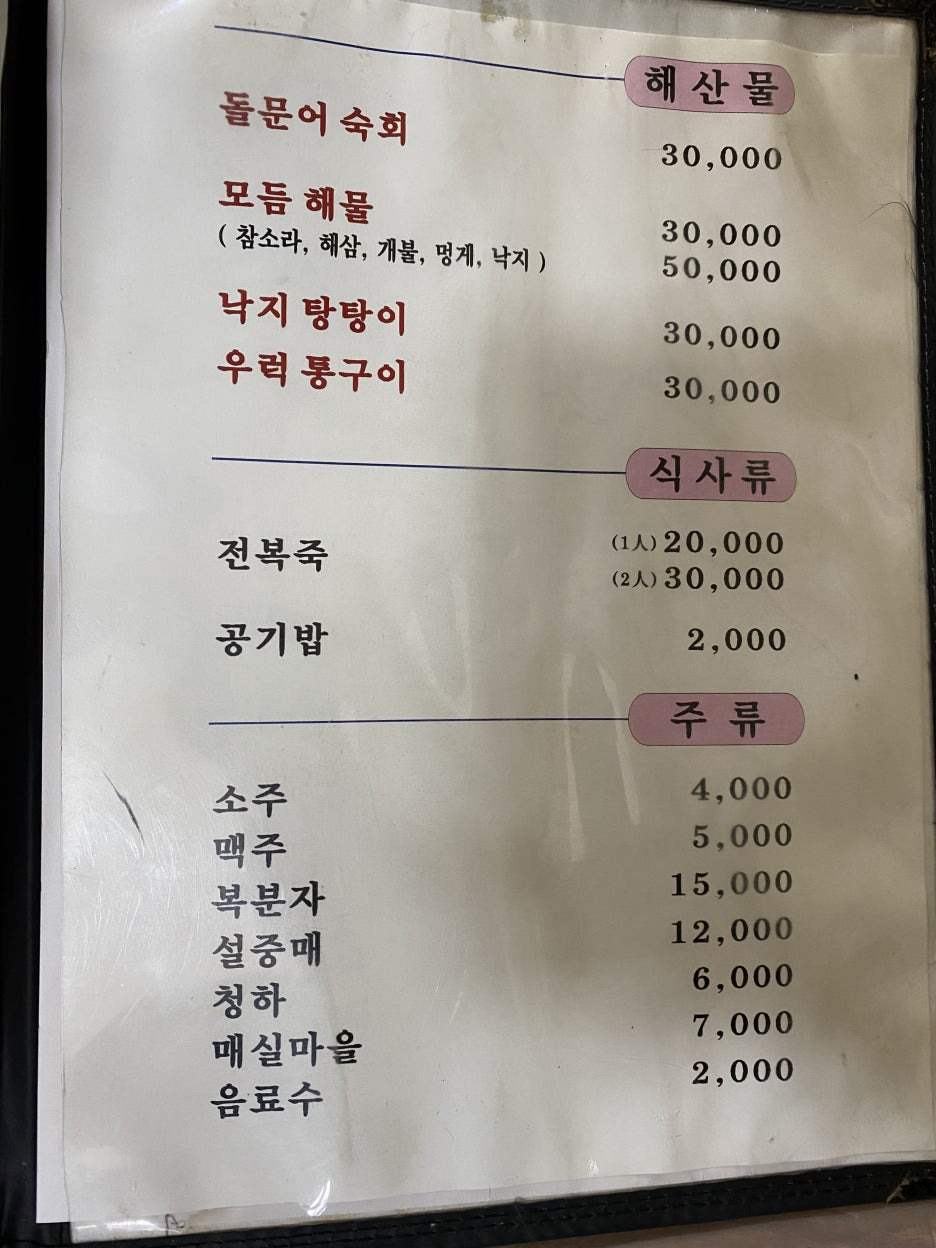 해산물
돌문어 숙회 30,000
모듬 해물 30,000
( 참소라, 해삼, 개불, 멍게, 낙지 ) 50,000
낙지 탕탕이 30,000
우럭 통구이 30,000
식사류
전복죽 (1人) 20,000
(2人) 30,000
공기밥 2,000
주류
소주 4,000
맥주 5,000
복분자 15,000
설중매 12,000
청하 6,000
매실마을 7,000
음료수 2,000